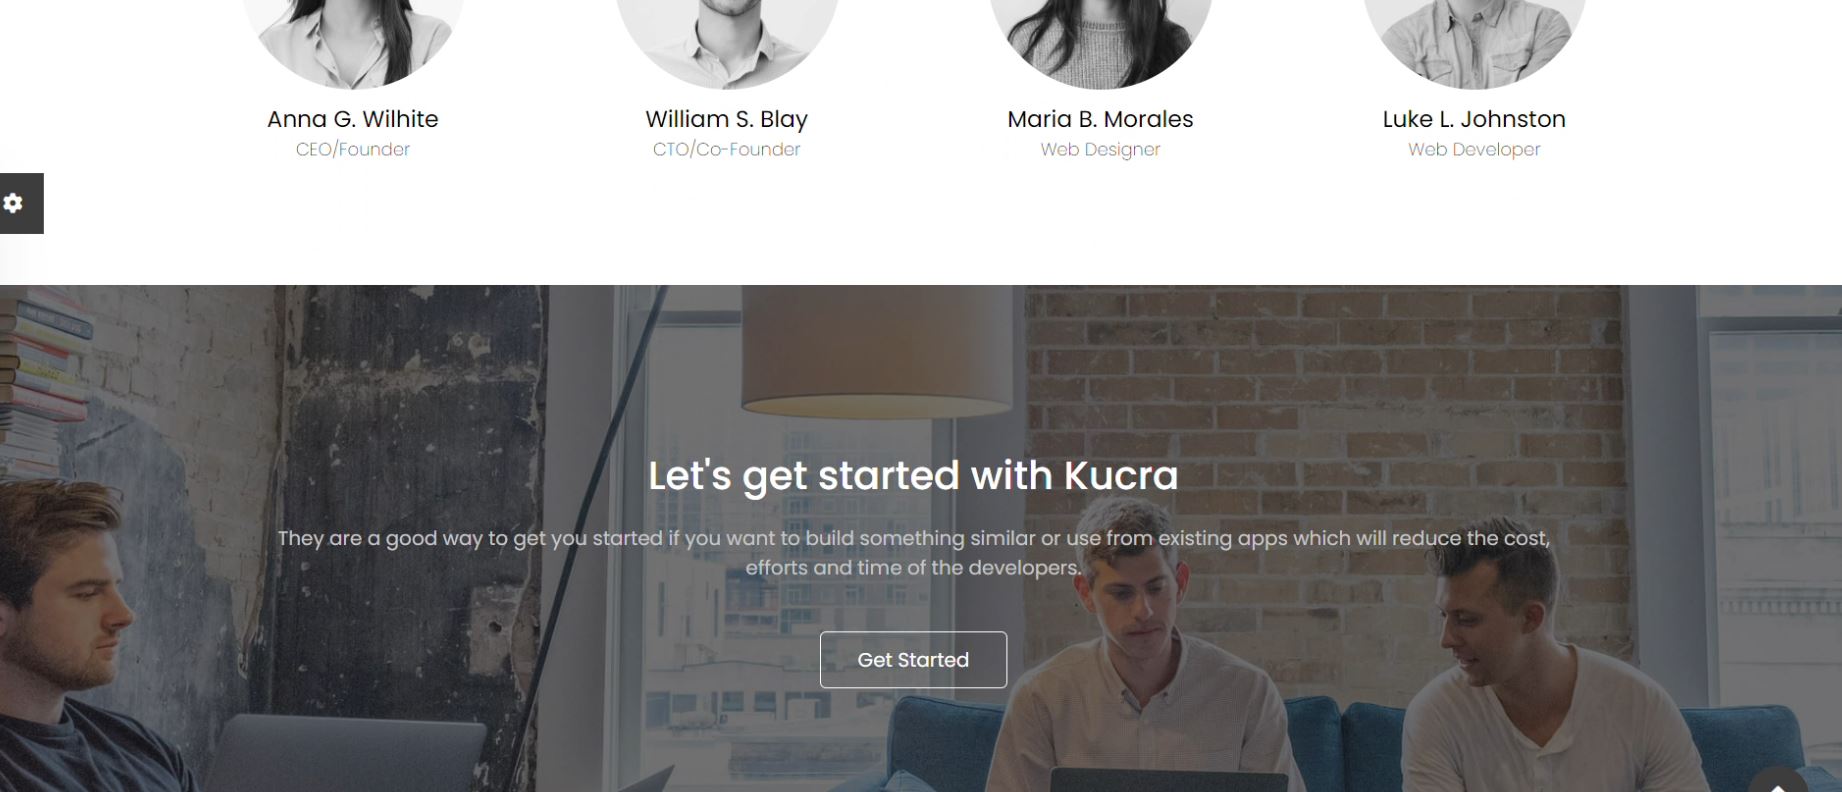 Anna G. Wilhite
CEO/Founder
William S. Blay
CTO/Co-Founder
Maria B. Morales
Web Designer
Luke L. Johnston
Web Developer
Let's get started with Kucra
They are a good way to get you started if you want to build something similar or use from existing apps which will reduce the cost,
efforts and time of the developers.
Get Started